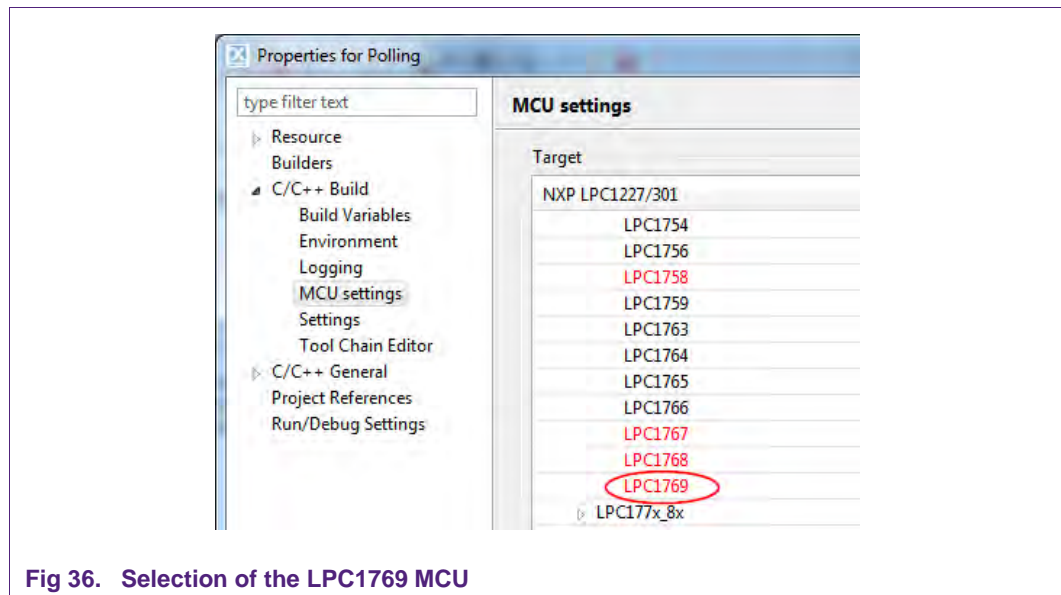 Properties for Polling
type filter text
Resource
Builders
C/C++ Build
Build Variables
Environment
Logging
MCU settings
Settings
Tool Chain Editor
C/C++ General
Project References
Run/Debug Settings
MCU settings
Target
NXP LPC1227/301
LPC1754
LPC1756
LPC1758
LPC1759
LPC1763
LPC1764
LPC1765
LPC1766
LPC1767
LPC1768
LPC1769
LPC177x_8x
Fig 36. Selection of the LPC1769 MCU